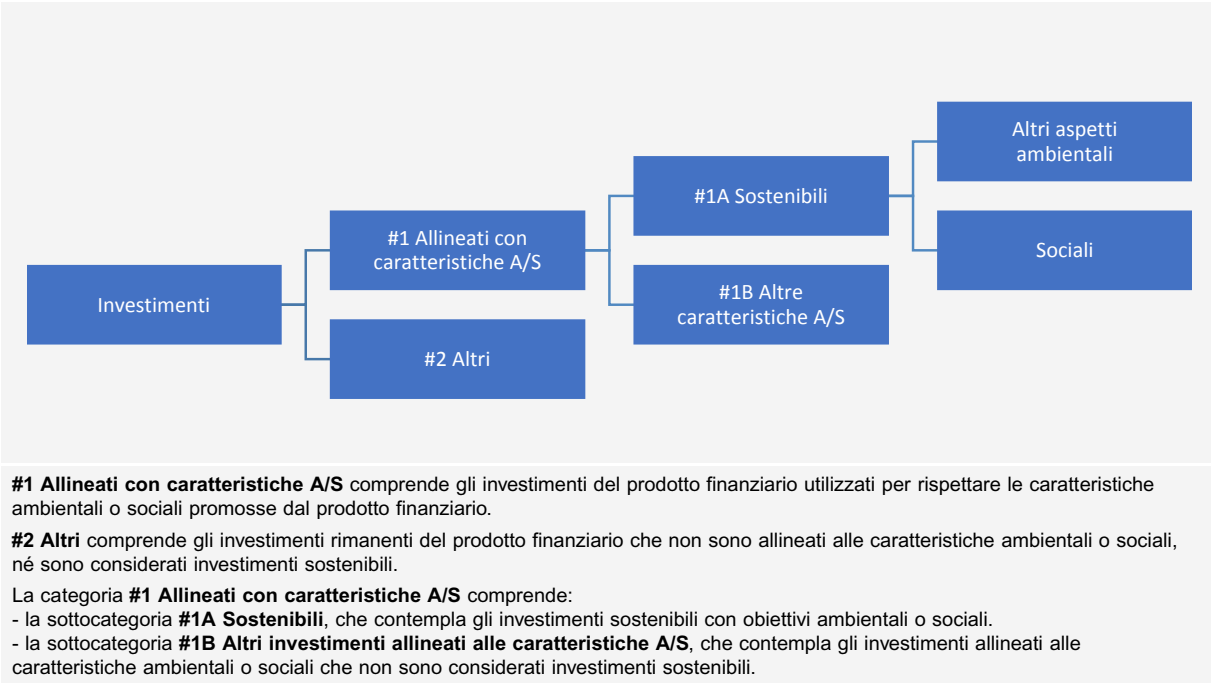 Investimenti
#1 Allineati con
caratteristiche A/S
#2 Altri
#1A Sostenibili
#1B Altre
caratteristiche A/S
Altri aspetti
ambientali
Sociali
#1 Allineati con caratteristiche A/S comprende gli investimenti del prodotto finanziario utilizzati per rispettare le caratteristiche
ambientali o sociali promosse dal prodotto finanziario.
#2 Altri comprende gli investimenti rimanenti del prodotto finanziario che non sono allineati alle caratteristiche ambientali o sociali,
né sono considerati investimenti sostenibili.
La categoria #1 Allineati con caratteristiche A/S comprende:
- la sottocategoria #1A Sostenibili, che contempla gli investimenti sostenibili con obiettivi ambientali o sociali.
- la sottocategoria #1B Altri investimenti allineati alle caratteristiche A/S, che contempla gli investimenti allineati alle
caratteristiche ambientali o sociali che non sono considerati investimenti sostenibili.